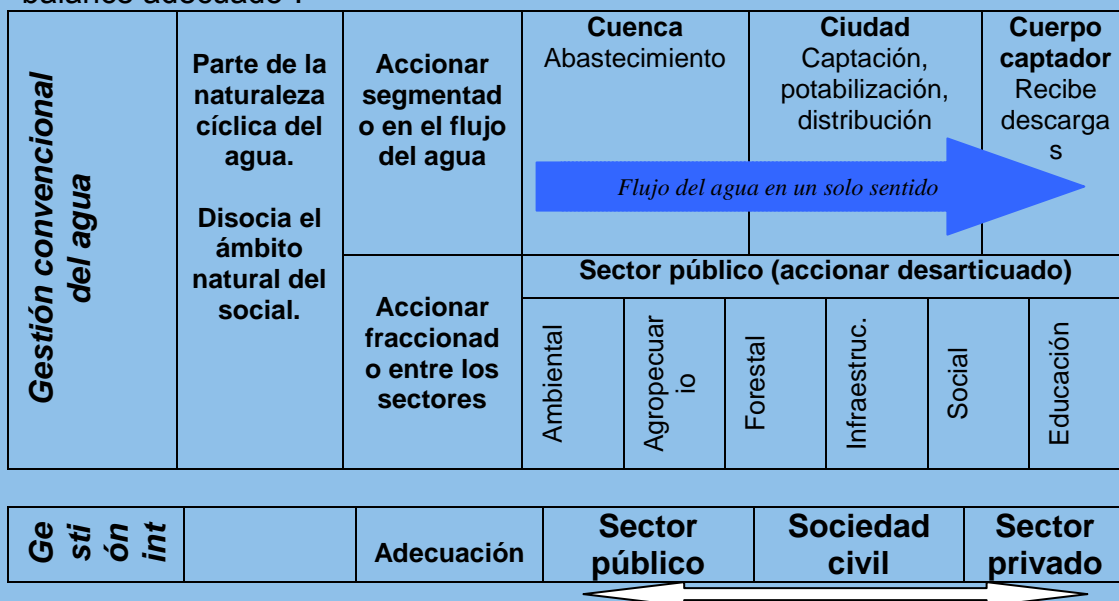 balance adecuado".
Gestión convencional
del agua
Parte de la
naturaleza
cíclica del
agua.
Disocia el
ámbito
natural del
social.
Accionar
segmentad
o en el flujo
del agua
Cuenca
Abastecimiento
Ciudad
Captación,
potabilización,
distribución
Cuerpo
captador
Recibe
descarga
s
Flujo del agua en un solo sentido
Accionar
fraccionad
o entre los
sectores
Sector público (accionar desarticuado)
Ambiental
Agropecuar
io
Forestal
Infraestruc.
Social
Educación
Ge
sti
ón
int
Adecuación
Sector
público
Sociedad
civil
Sector
privado